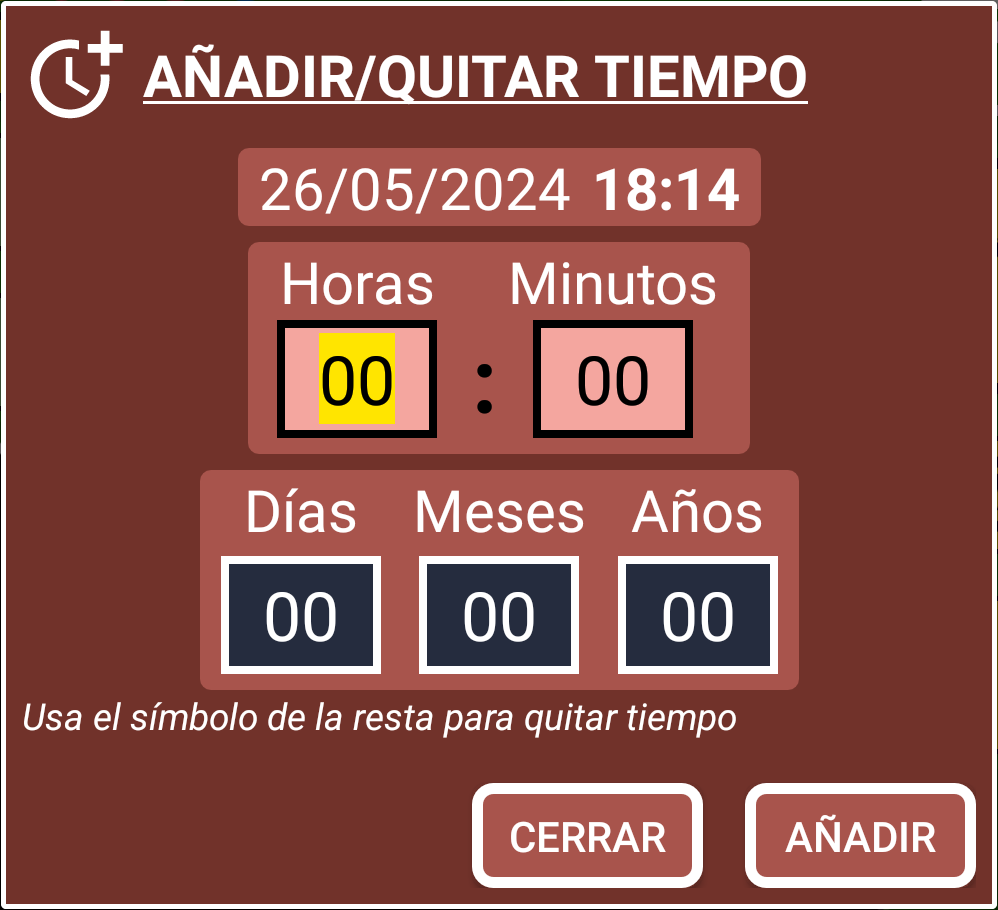 AÑADIR/QUITAR TIEMPO
26/05/2024 18:14
Horas Minutos
00 : 00
Días Meses Años
00 00 00
Usa el símbolo de la resta para quitar tiempo
CERRAR AÑADIR